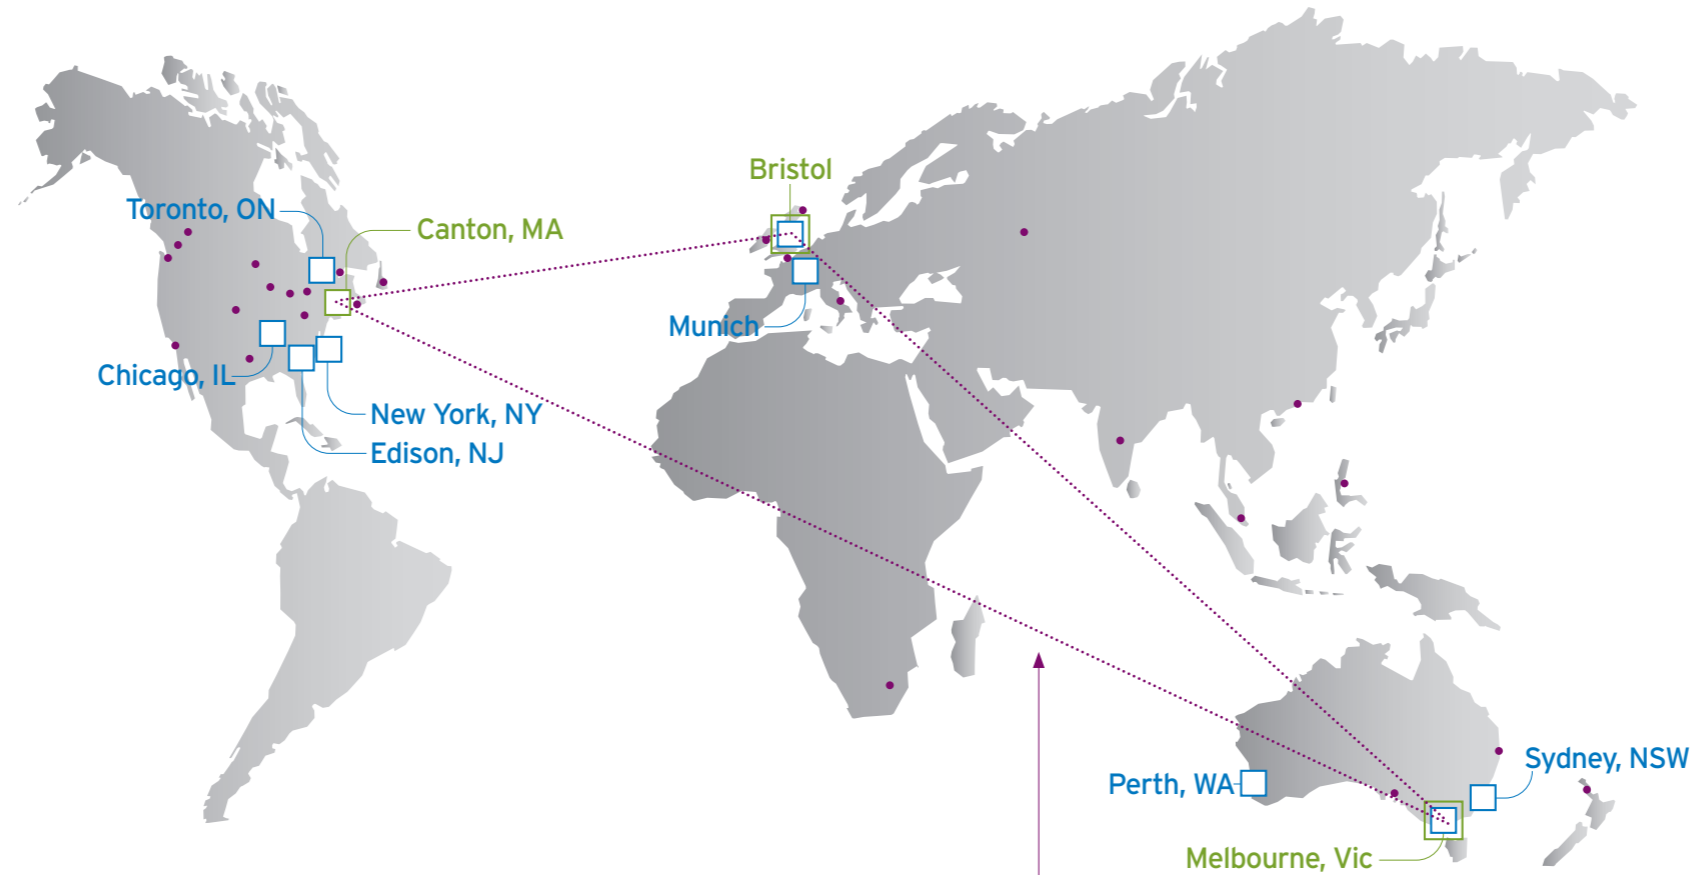 Bristol
Toronto, ON
Canton, MA
Munich
Chicago, IL
New York, NY
Edison, NJ
Sydney, NSW
Perth, WA
Melbourne, Vic